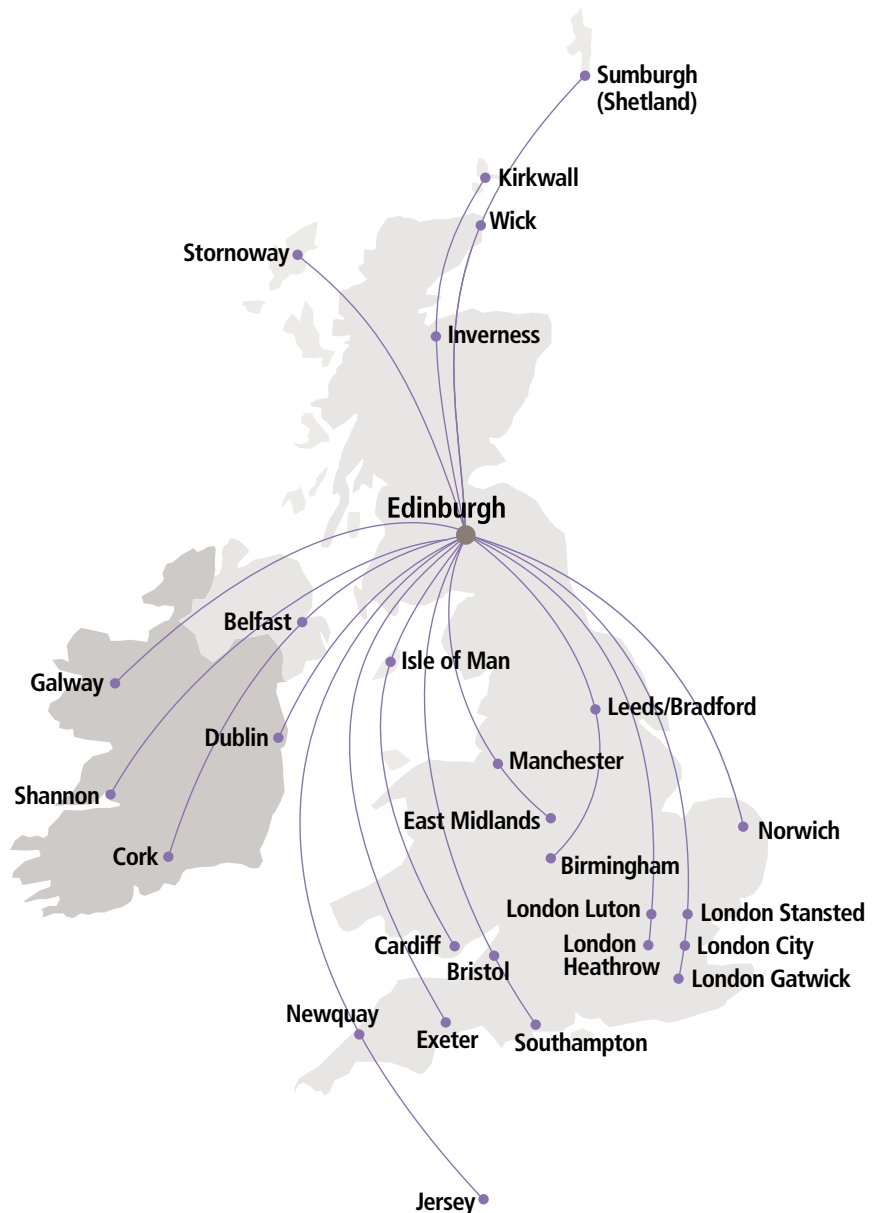 Sumburgh
(Shetland)
Kirkwall
Wick
Stornoway
Inverness
Edinburgh
Belfast
Isle of Man
Galway
Leeds/Bradford
Dublin
Manchester
Shannon
East Midlands
Norwich
Cork
Birmingham
London Luton
London Stansted
Cardiff
London
Heathrow
London City
Bristol
London Gatwick
Newquay
Exeter
Southampton
Jersey